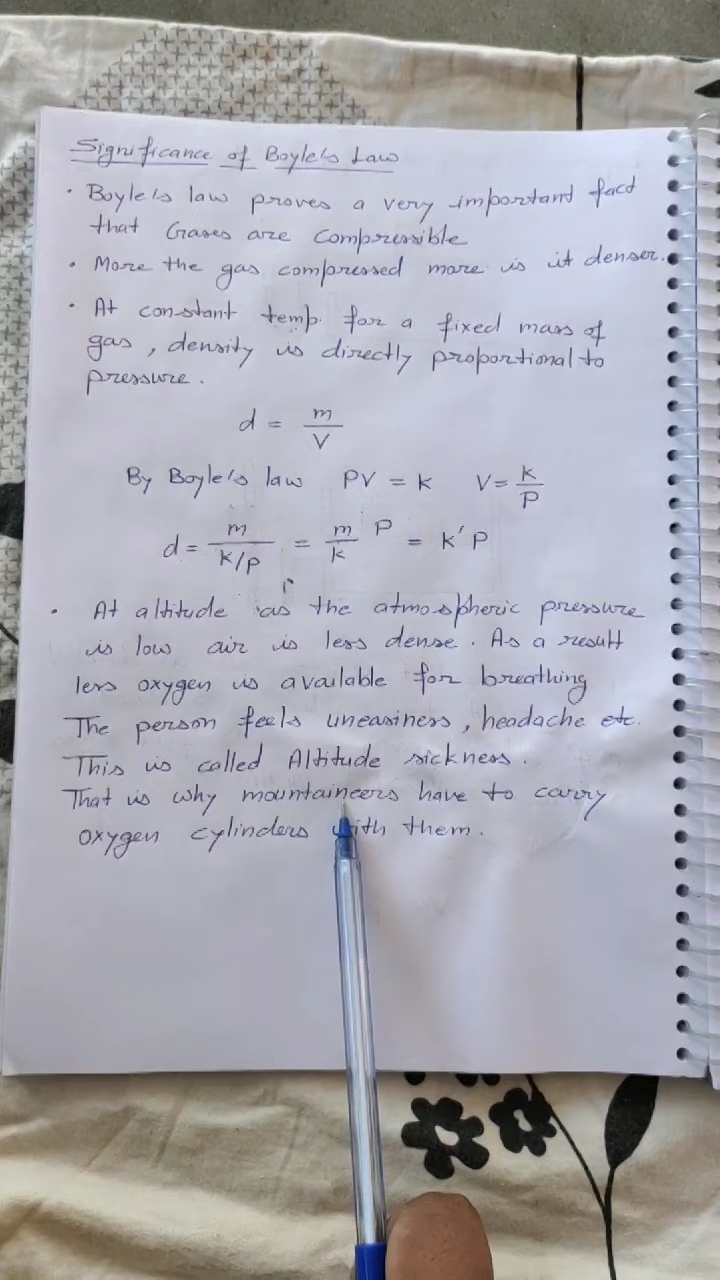 Significance of Boyle's Law
• Boyle's law proves a very important fact
that Gases are compressible
• More the gas compressed more is it denser.
• At constant temp. for a fixed mass of
gas, density is directly proportional to
pressure.
d = m/V
By Boyle's law PV = k V = k/P
d = m/(k/P) = m/k P = k' P
• At altitude as the atmospheric pressure
is low air is less dense. As a result
less oxygen is available for breathing
The person feels uneasiness, headache etc.
This is called Altitude sickness.
That is why mountaineers have to carry
oxygen cylinders with them.